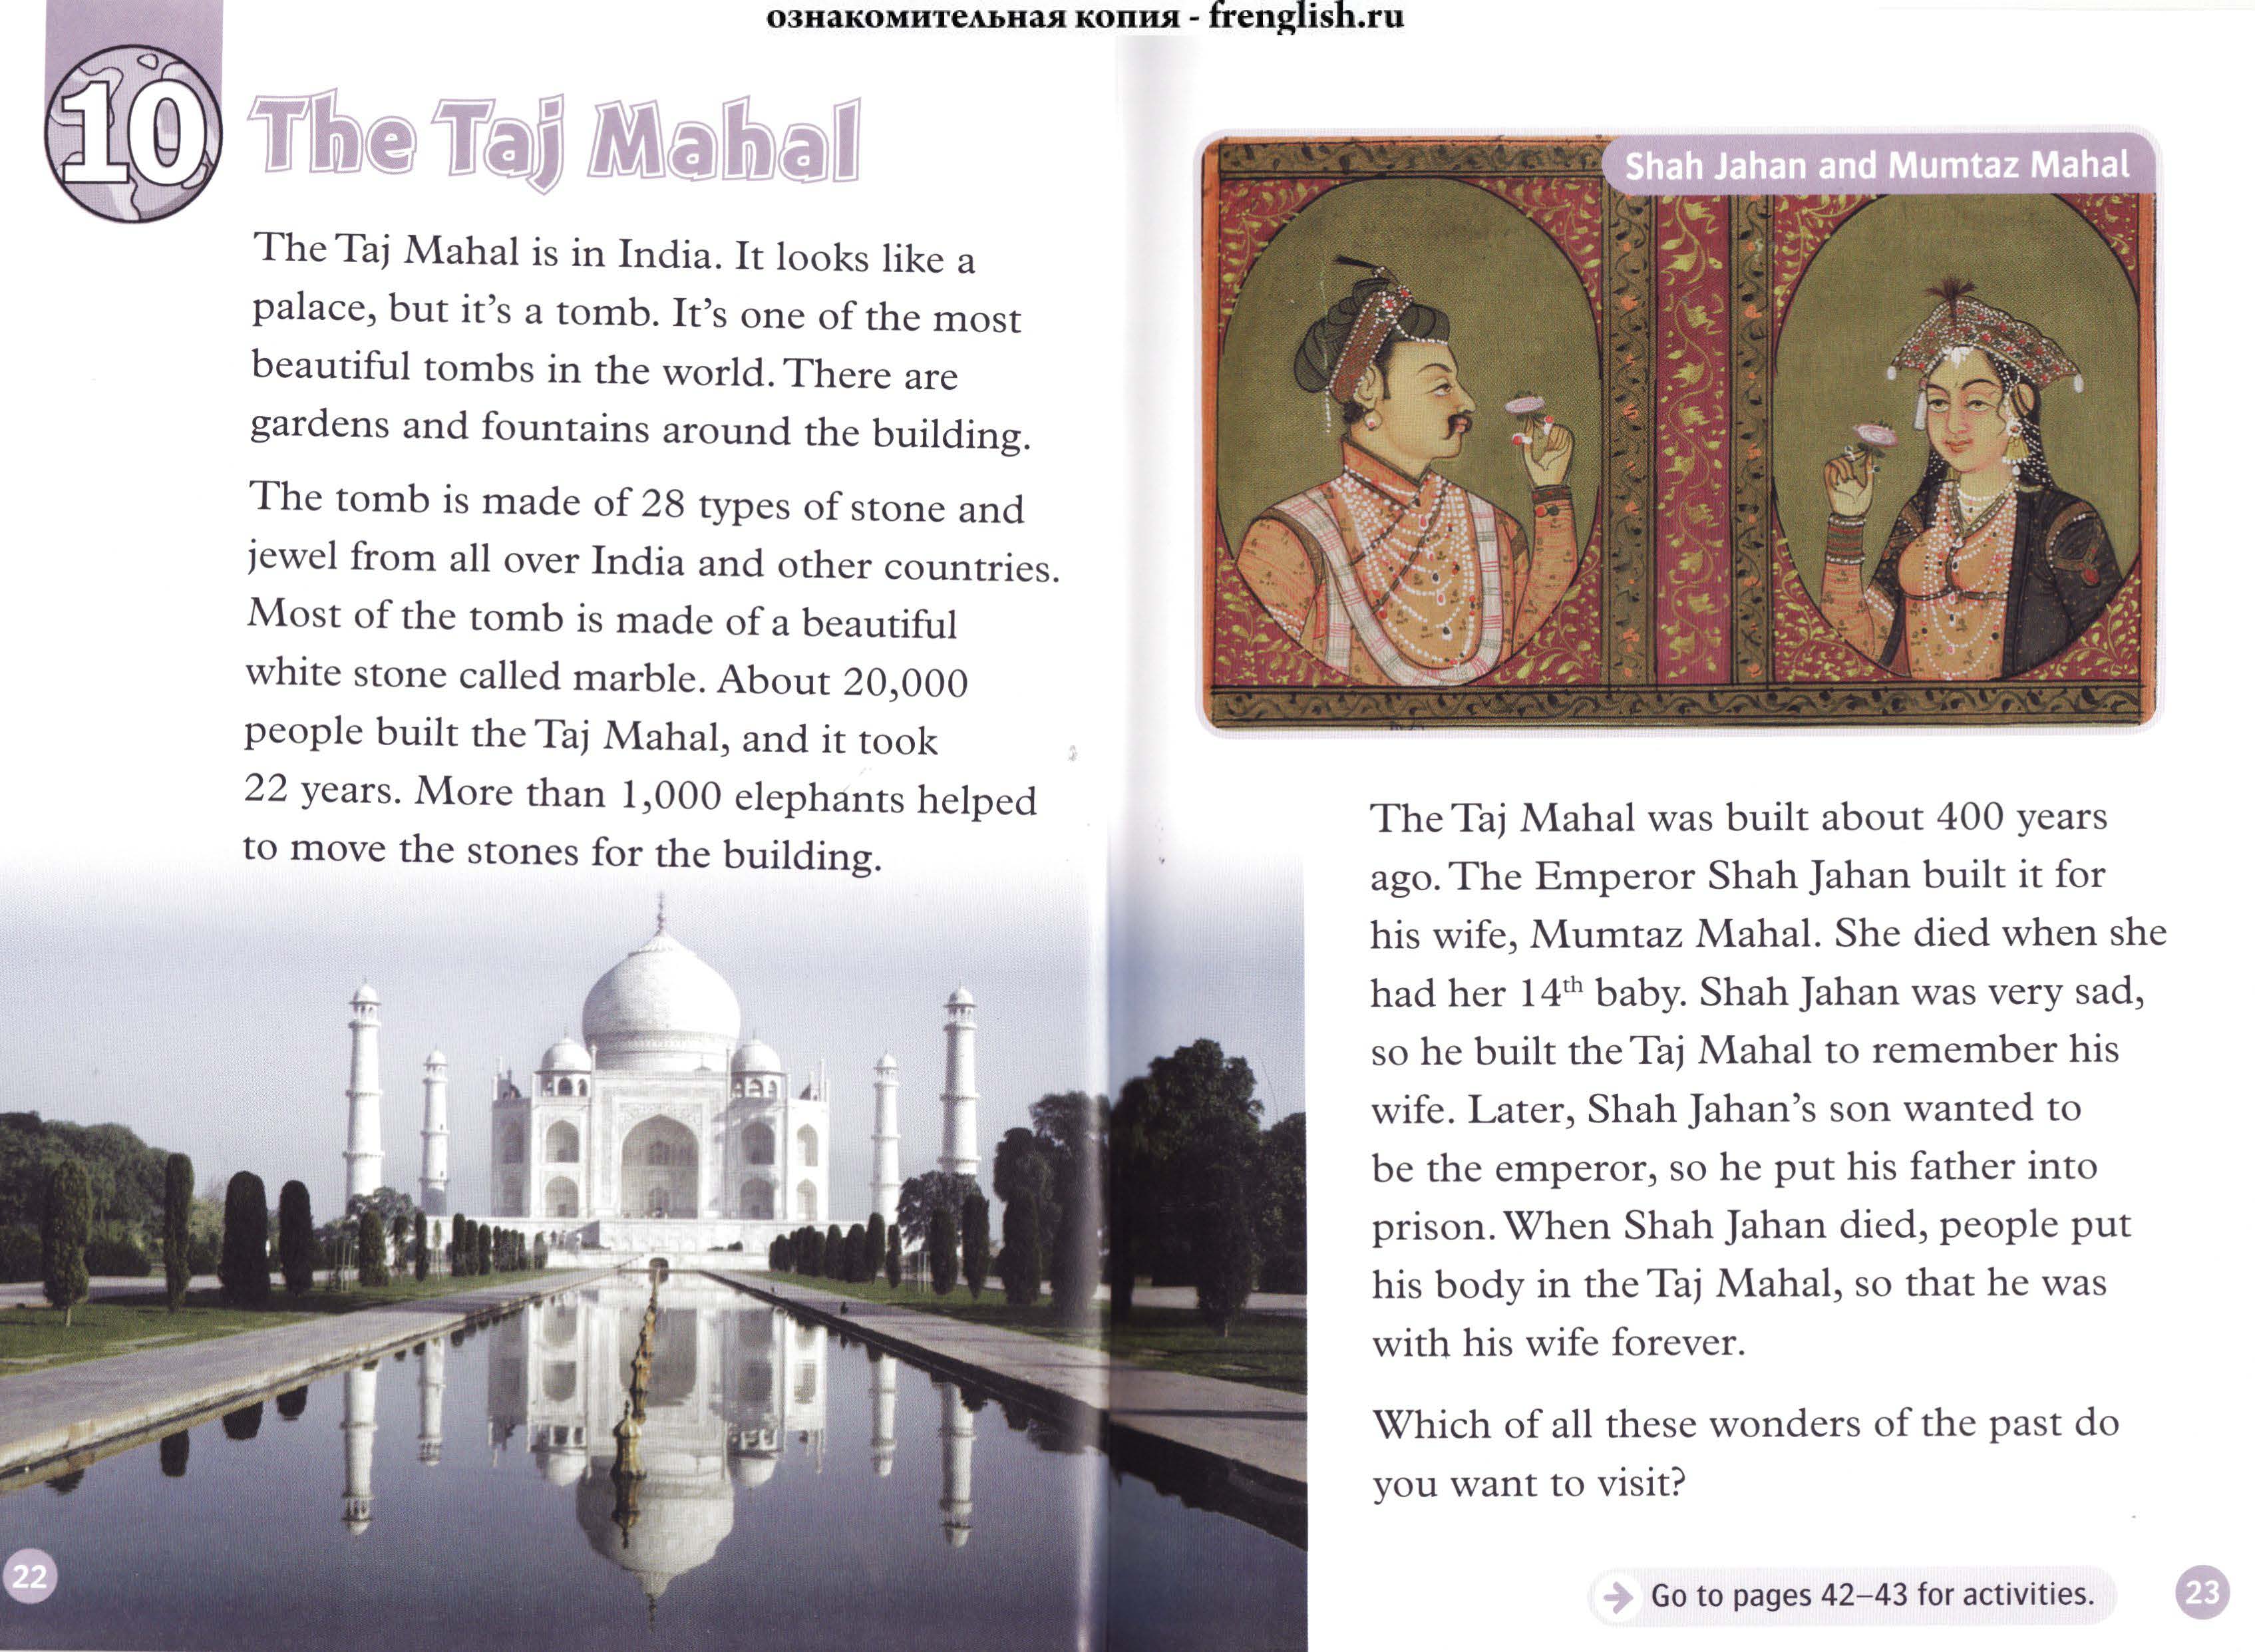 ознакомительная копия - frenglish.ru
10
The Taj Mahal
The Taj Mahal is in India. It looks like a
palace, but it’s a tomb. It’s one of the most
beautiful tombs in the world. There are
gardens and fountains around the building.
The tomb is made of 28 types of stone and
jewel from all over India and other countries.
Most of the tomb is made of a beautiful
white stone called marble. About 20,000
people built the Taj Mahal, and it took
22 years. More than 1,000 elephants helped
to move the stones for the building.
22
Shah Jahan and Mumtaz Mahal
The Taj Mahal was built about 400 years
ago. The Emperor Shah Jahan built it for
his wife, Mumtaz Mahal. She died when she
had her 14th baby. Shah Jahan was very sad,
so he built the Taj Mahal to remember his
wife. Later, Shah Jahan’s son wanted to
be the emperor, so he put his father into
prison. When Shah Jahan died, people put
his body in the Taj Mahal, so that he was
with his wife forever.
Which of all these wonders of the past do
you want to visit?
Go to pages 42–43 for activities.
23